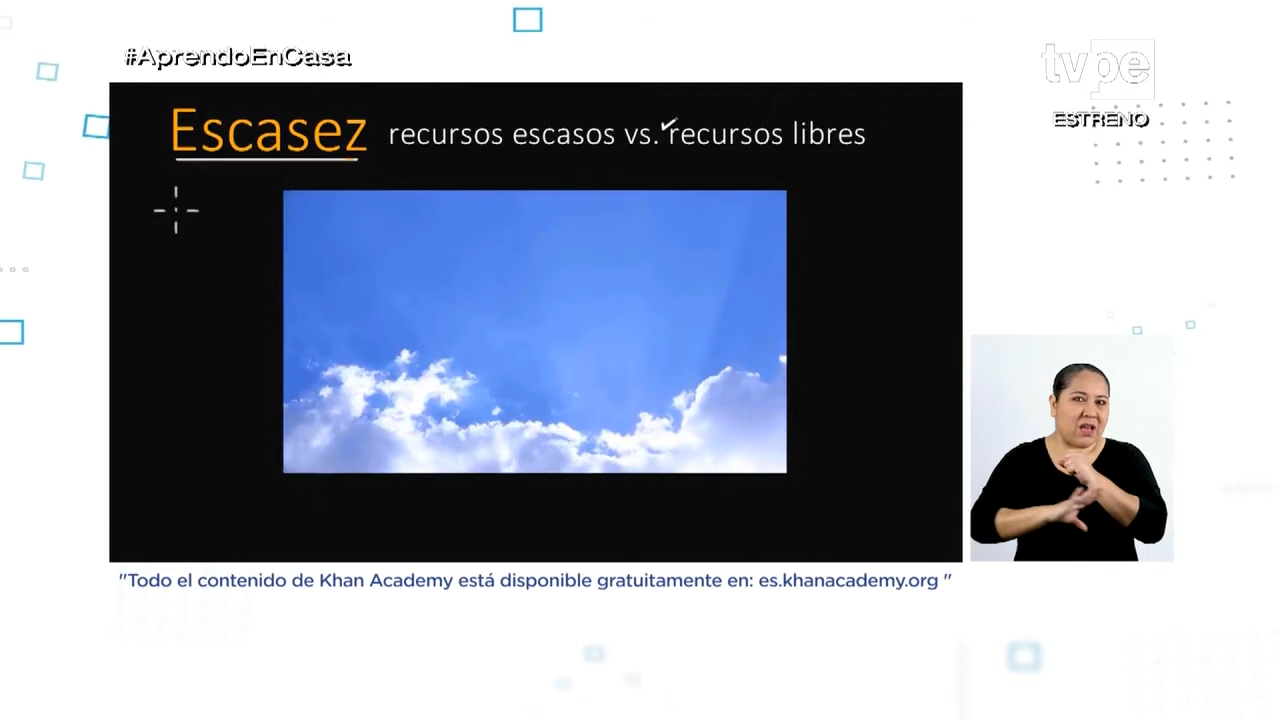 #AprendoEnCasa
tvpe
ESTRENO
Escasez recursos escasos vs. recursos libres
"Todo el contenido de Khan Academy está disponible gratuitamente en: es.khanacademy.org "